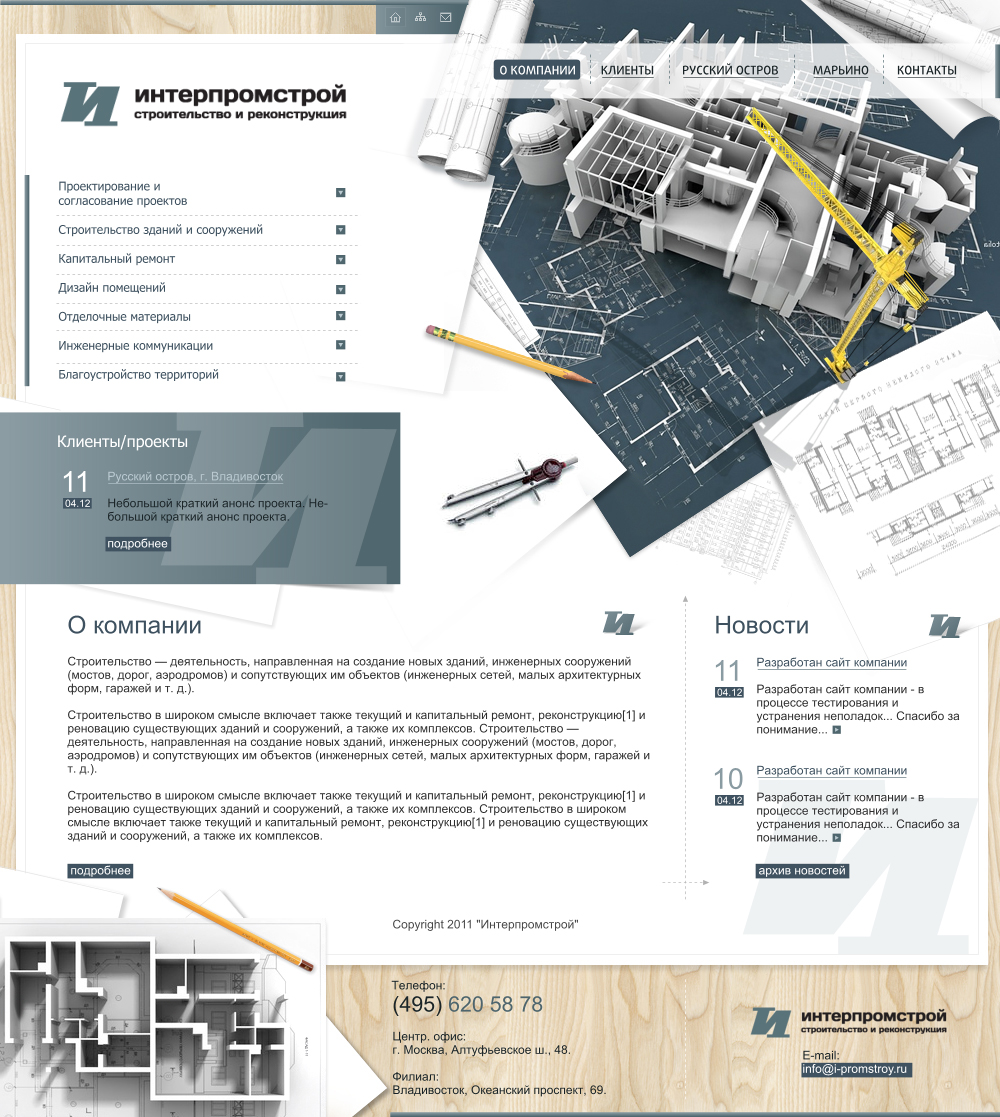 О КОМПАНИИ
КЛИЕНТЫ
РУССКИЙ ОСТРОВ
МАРЬИНО
КОНТАКТЫ
интерпромстрой
строительство и реконструкция
Проектирование и
согласование проектов
Строительство зданий и сооружений
Капитальный ремонт
Дизайн помещений
Отделочные материалы
Инженерные коммуникации
Благоустройство территорий
Клиенты/проекты
11
04.12
Русский остров, г. Владивосток
Небольшой краткий анонс проекта. Не-
большой краткий анонс проекта.
подробнее
О компании
Строительство — деятельность, направленная на создание новых зданий, инженерных сооружений
(мостов, дорог, аэродромов) и сопутствующих им объектов (инженерных сетей, малых архитектурных
форм, гаражей и т. д.).
Строительство в широком смысле включает также текущий и капитальный ремонт, реконструкцию[1] и
реновацию существующих зданий и сооружений, а также их комплексов. Строительство —
деятельность, направленная на создание новых зданий, инженерных сооружений (мостов, дорог,
аэродромов) и сопутствующих им объектов (инженерных сетей, малых архитектурных форм, гаражей и
т. д.).
Строительство в широком смысле включает также текущий и капитальный ремонт, реконструкцию[1] и
реновацию существующих зданий и сооружений, а также их комплексов. Строительство в широком
смысле включает также текущий и капитальный ремонт, реконструкцию[1] и реновацию существующих
зданий и сооружений, а также их комплексов.
подробнее
Новости
11
04.12
Разработан сайт компании
Разработан сайт компании - в
процессе тестирования и
устранения неполадок... Спасибо за
понимание...
10
04.12
Разработан сайт компании
Разработан сайт компании - в
процессе тестирования и
устранения неполадок... Спасибо за
понимание...
архив новостей
Copyright 2011 "Интерпромстрой"
Телефон:
(495) 620 58 78
Центр. офис:
г. Москва, Алтуфьевское ш., 48.
Филиал:
Владивосток, Океанский проспект, 69.
интерпромстрой
строительство и реконструкция
E-mail:
info@i-promstroy.ru